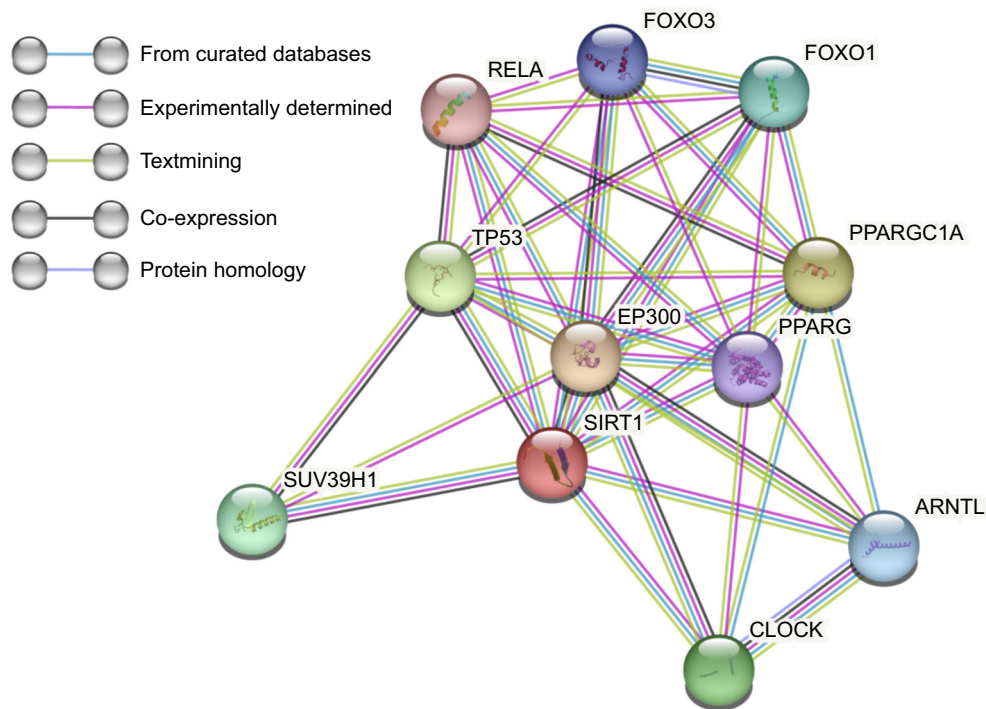 From curated databases
Experimentally determined
Textmining
Co-expression
Protein homology
FOXO3
FOXO1
RELA
TP53
PPARGC1A
EP300
PPARG
SIRT1
SUV39H1
ARNTL
CLOCK